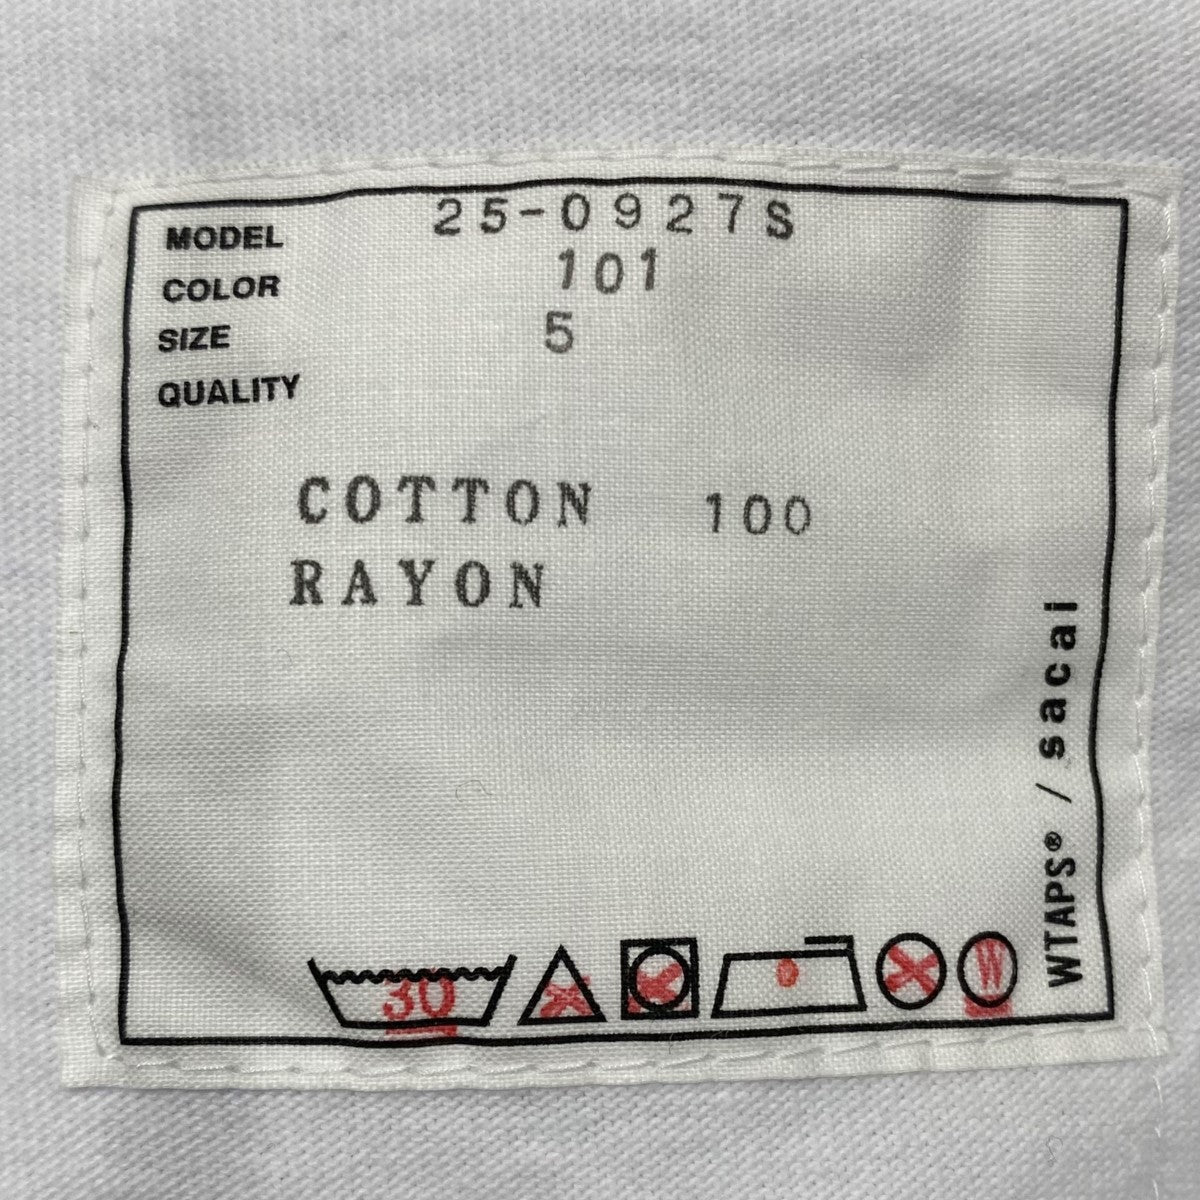 MODEL 25-0927S
COLOR 101
SIZE 5
QUALITY
COTTON 100
RAYON
WTAPS® / sacai
30
W